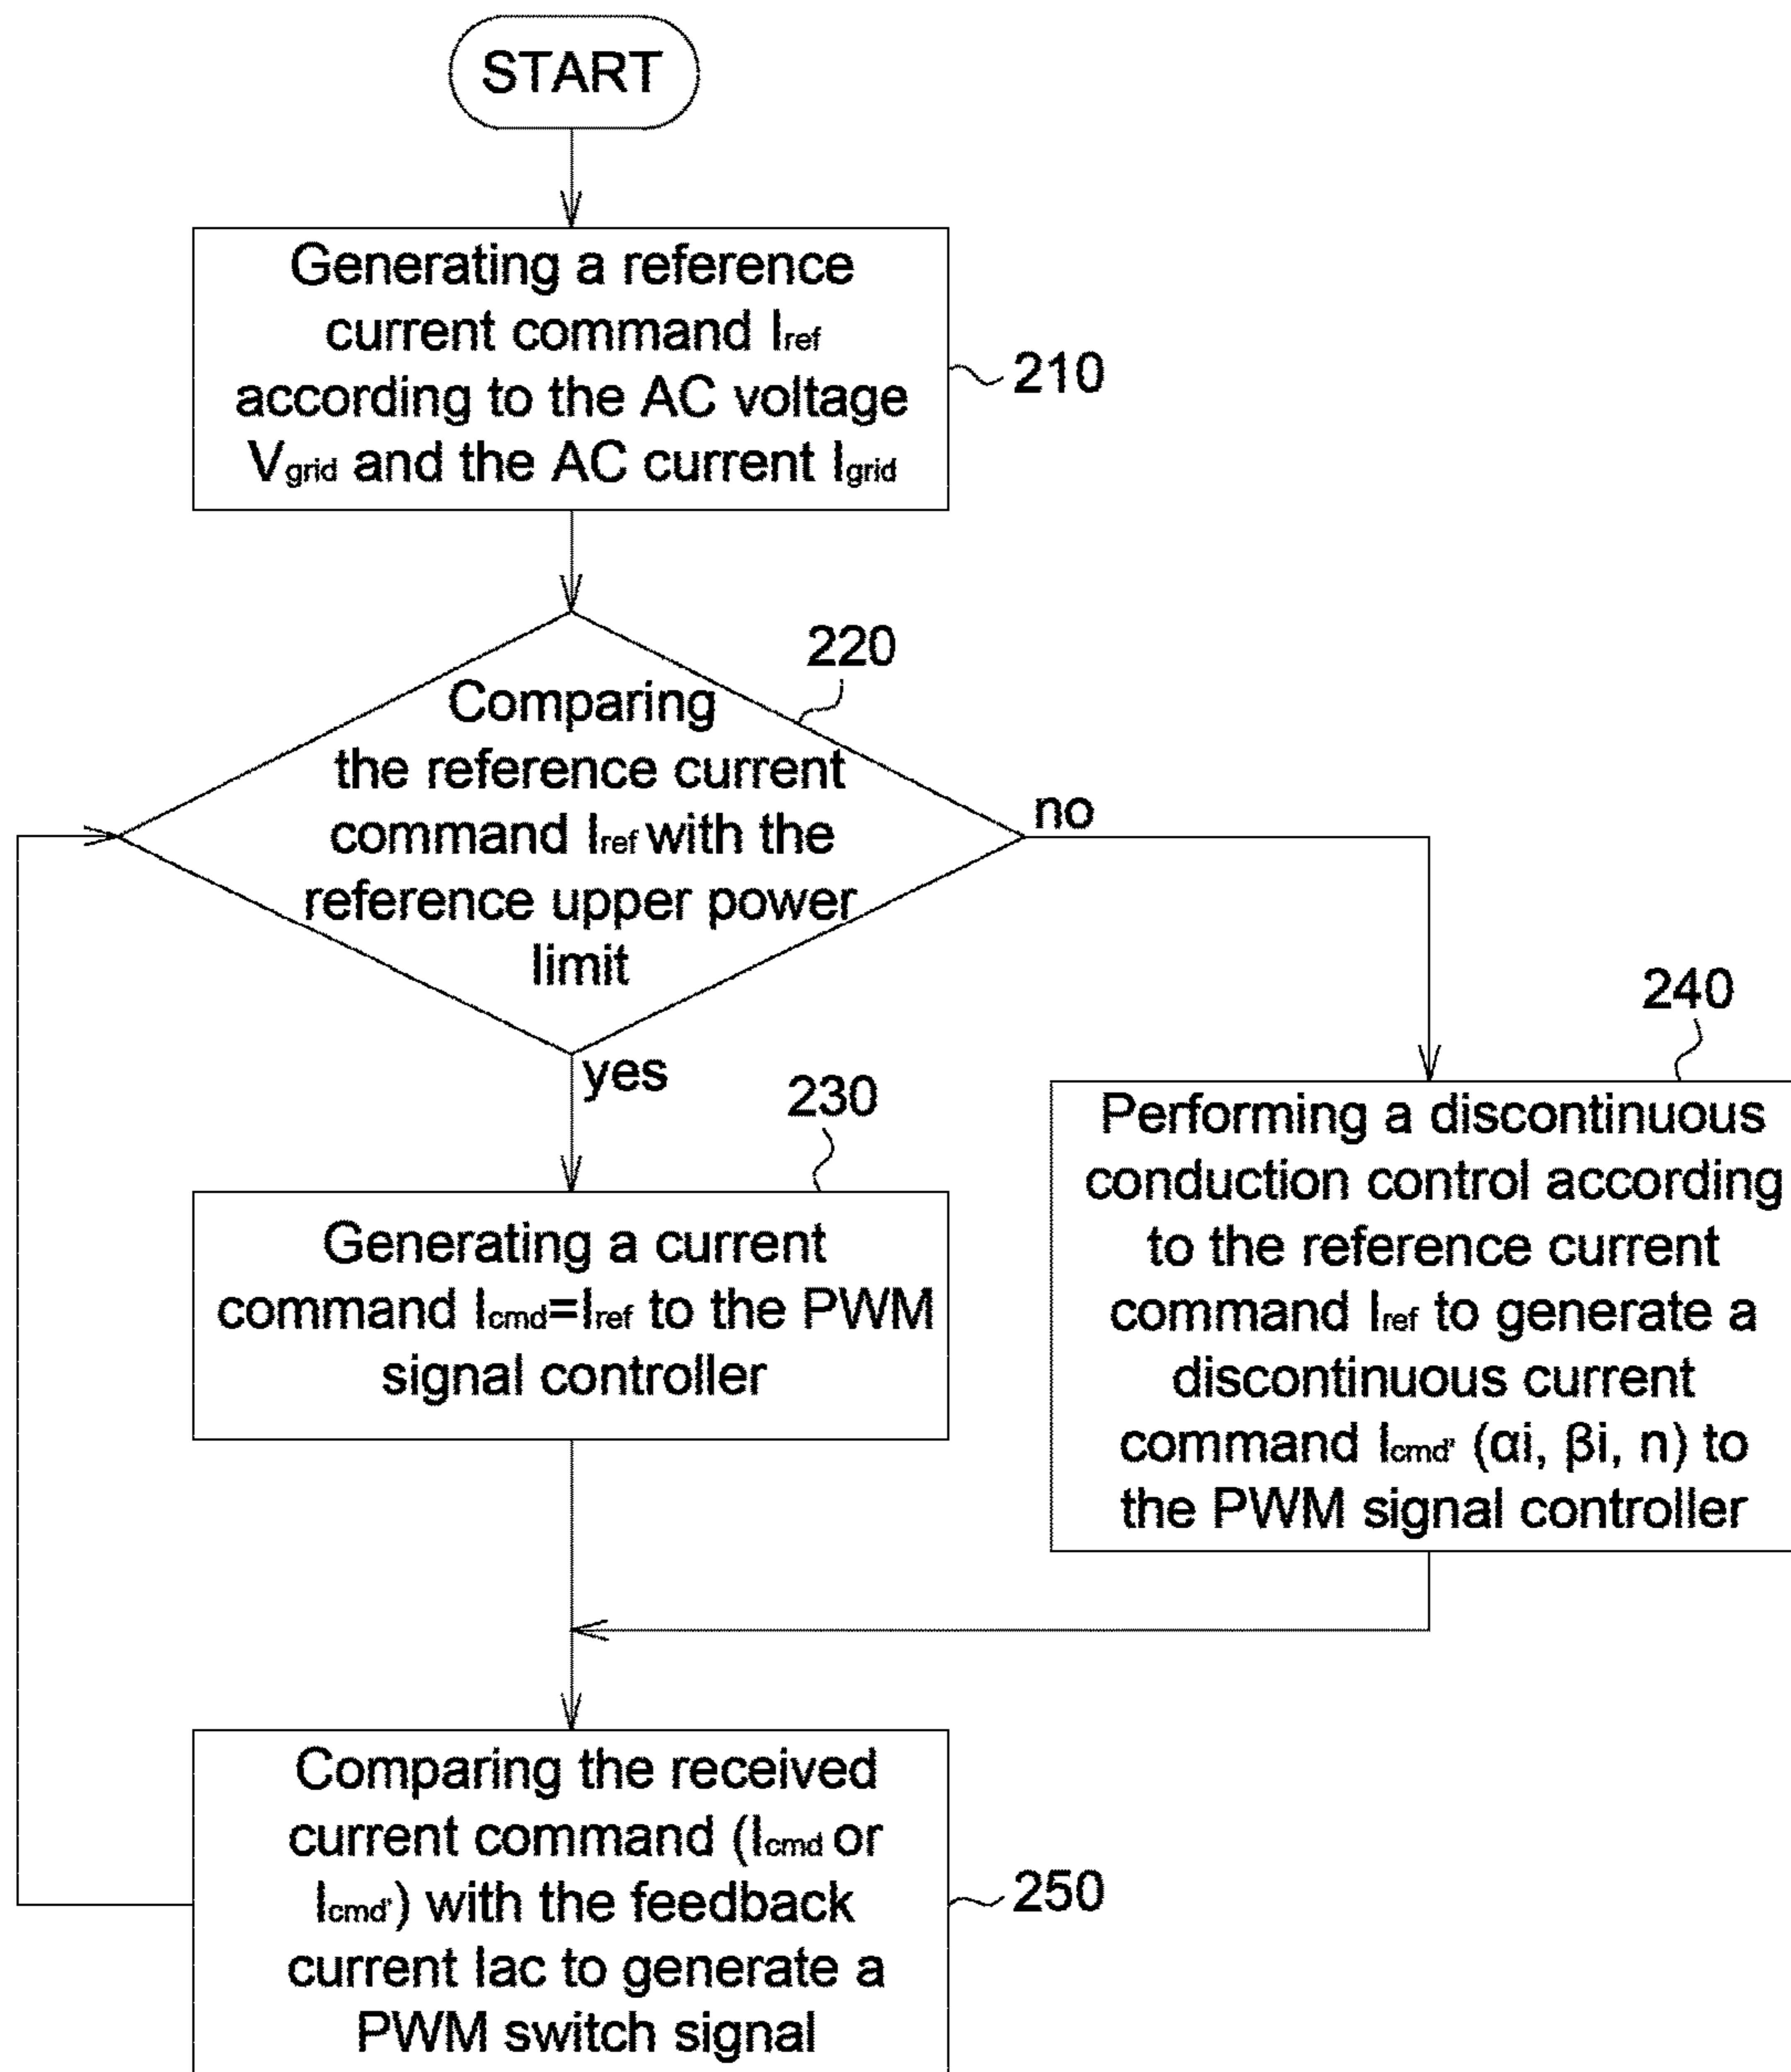 START
Generating a reference
current command Iref
according to the AC voltage
Vgrid and the AC current Igrid
210
220
Comparing
the reference current
command Iref with the
reference upper power
limit
no
yes
230
Generating a current
command Icmd=Iref to the PWM
signal controller
240
Performing a discontinuous
conduction control according
to the reference current
command Iref to generate a
discontinuous current
command Icmd' (αi, βi, n) to
the PWM signal controller
Comparing the received
current command (Icmd or
Icmd') with the feedback
current Iac to generate a
PWM switch signal
250